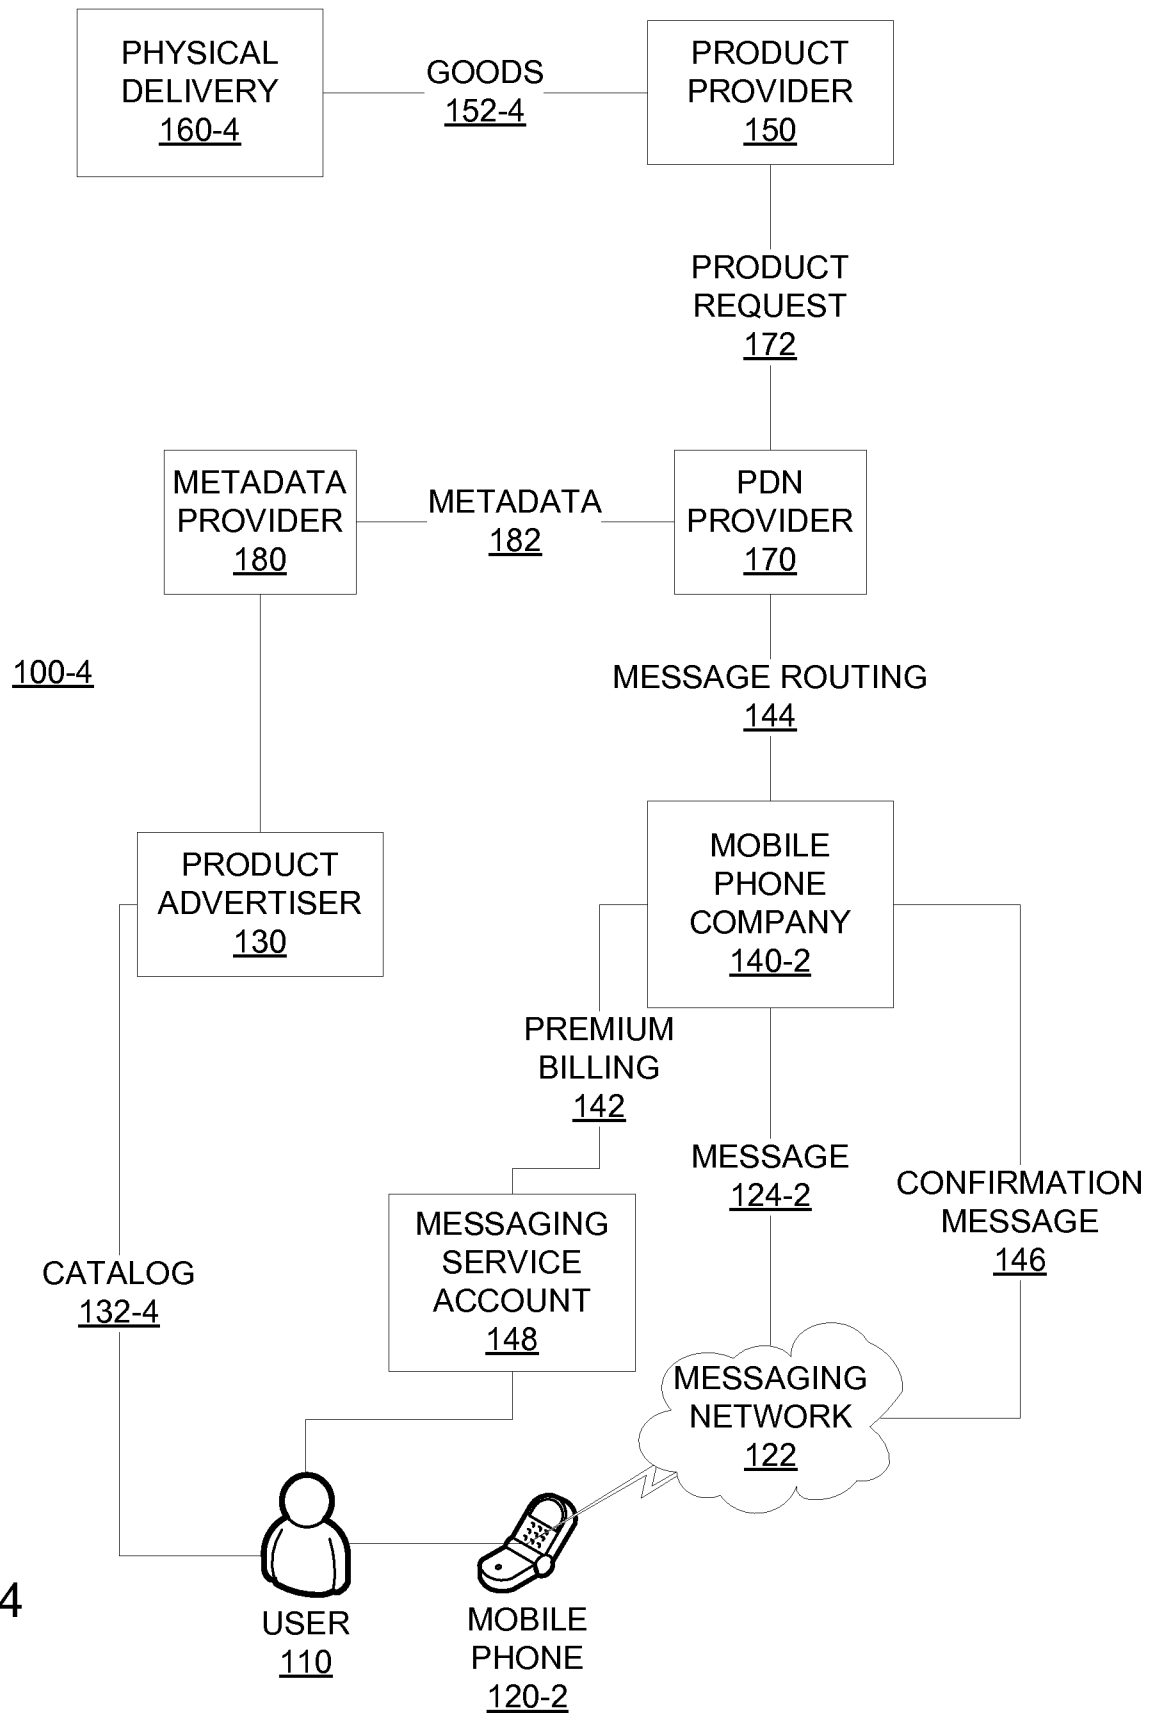 PHYSICAL
DELIVERY
160-4
GOODS
152-4
PRODUCT
PROVIDER
150
PRODUCT
REQUEST
172
METADATA
PROVIDER
180
METADATA
182
PDN
PROVIDER
170
100-4
MESSAGE ROUTING
144
PRODUCT
ADVERTISER
130
MOBILE
PHONE
COMPANY
140-2
PREMIUM
BILLING
142
MESSAGE
124-2
CONFIRMATION
MESSAGE
146
CATALOG
132-4
MESSAGING
SERVICE
ACCOUNT
148
MESSAGING
NETWORK
122
4
USER
110
MOBILE
PHONE
120-2